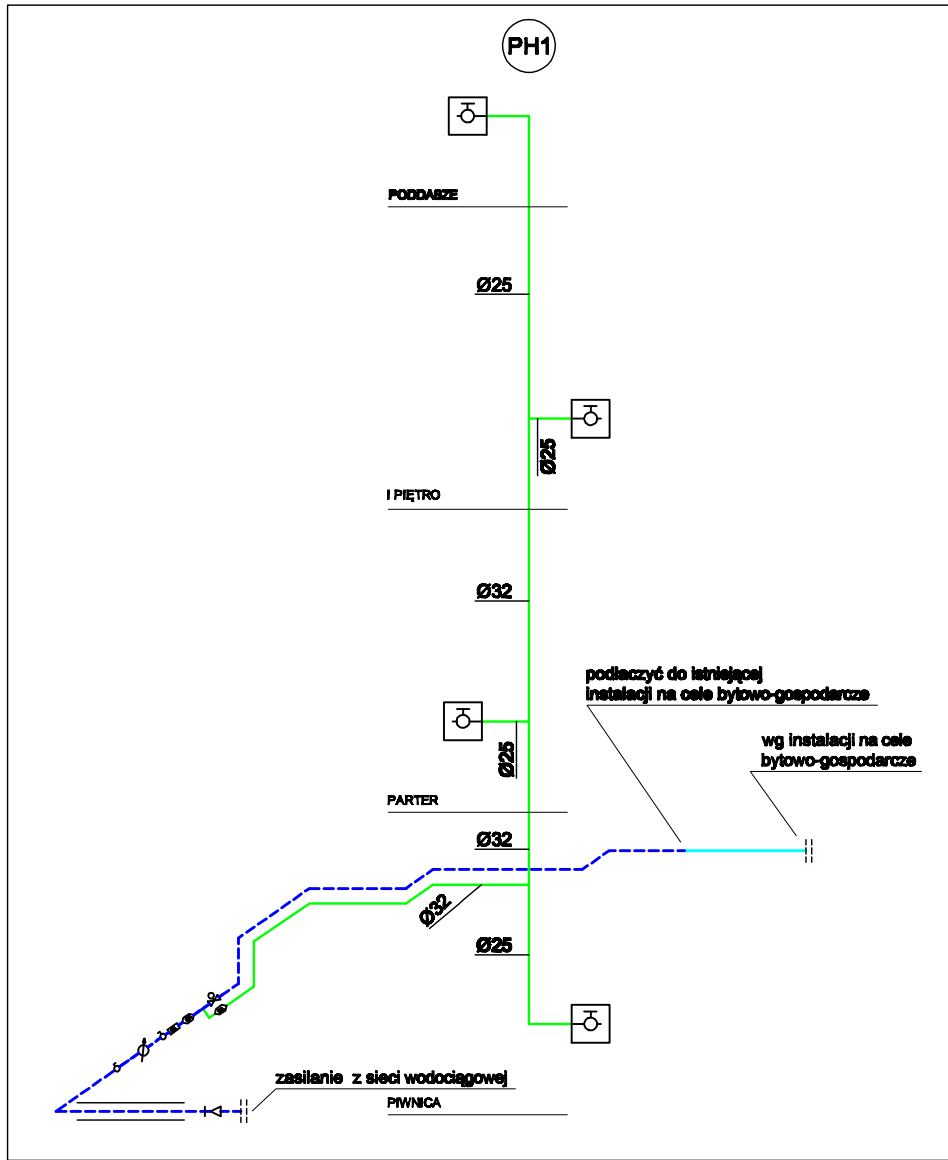 PH1
PODDASZE
Ø25
Ø25
I PIĘTRO
Ø32
podłaczyć do istniejącej
instalacji na cele bytowo-gospodarcze
wg instalacji na cele
bytowo-gospodarcze
Ø25
PARTER
Ø32
Ø32
Ø25
zasilanie z sieci wodociągowej
PIWNICA